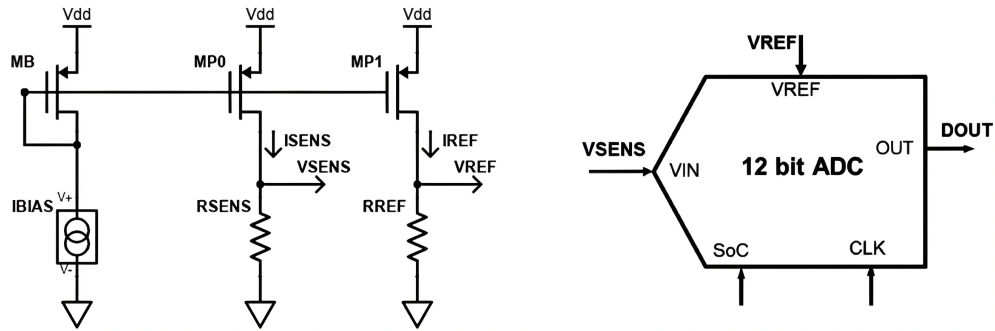 Vdd
Vdd
Vdd
MB
MP0
MP1
ISENS
IREF
VSENS
VREF
IBIAS
V+
V-
RSENS
RREF
VREF
VREF
VSENS
VIN
12 bit ADC
OUT
DOUT
SoC
CLK